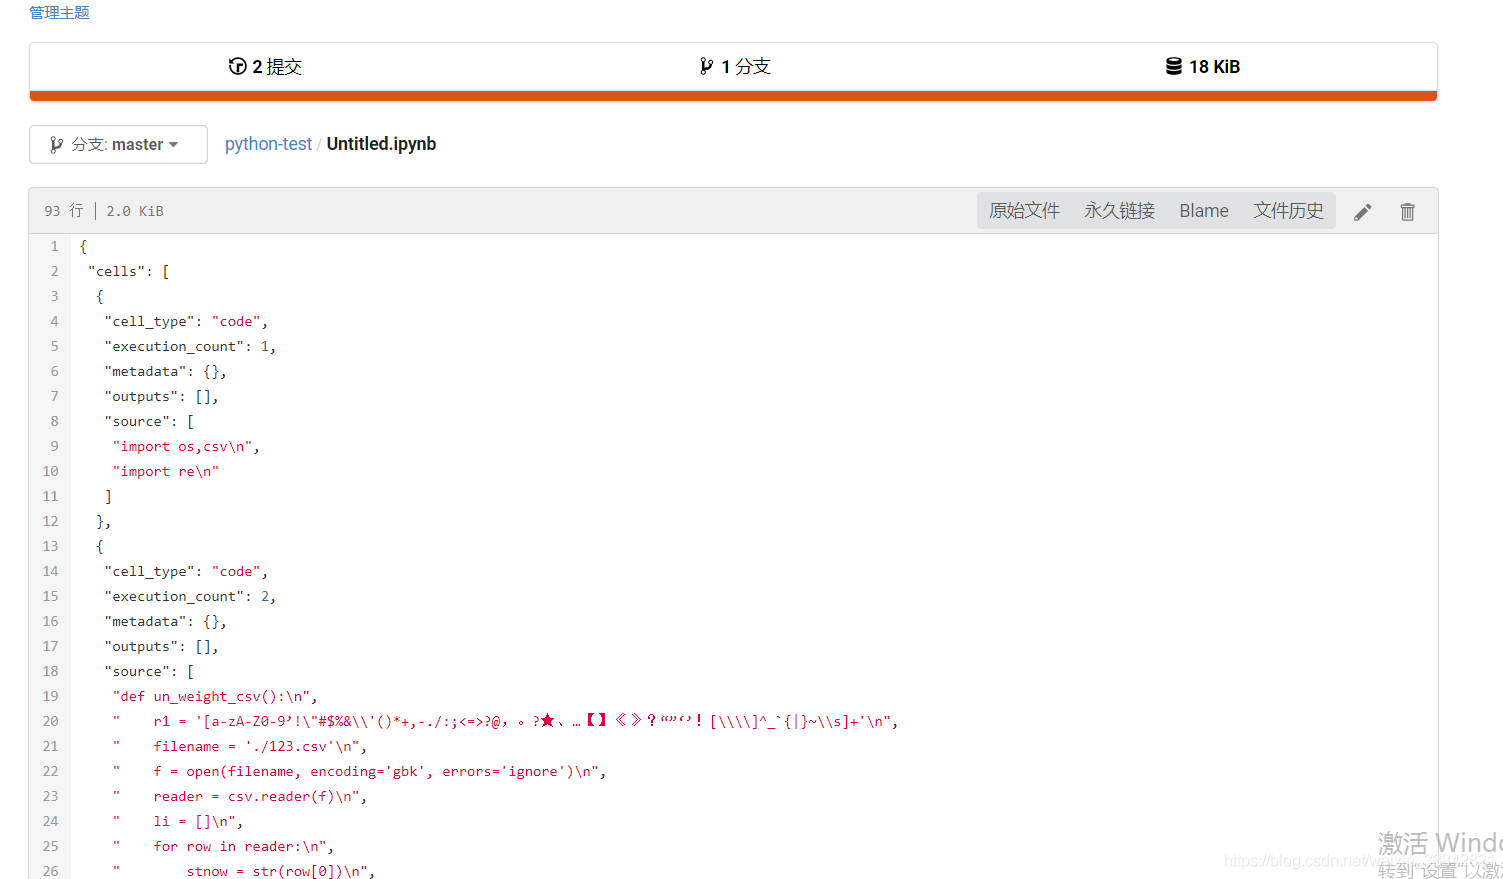 管理主题
2 提交
1 分支
18 KiB
分支: master
python-test / Untitled.ipynb
93 行 | 2.0 KiB
原始文件 永久链接 Blame 文件历史
1 {
2 "cells": [
3 {
4 "cell_type": "code",
5 "execution_count": 1,
6 "metadata": {},
7 "outputs": [],
8 "source": [
9 "import os,csv\n",
10 "import re\n"
11 ]
12 },
13 {
14 "cell_type": "code",
15 "execution_count": 2,
16 "metadata": {},
17 "outputs": [],
18 "source": [
19 "def un_weight_csv():\n",
20 "    r1 = '[a-zA-Z0-9’!\"#$%&\\'()*+,-./:;<=>?@，。?★、…【】《》？“”‘’！[\\\\]^_`{|}~\\s]+'\n",
21 "    filename = './123.csv'\n",
22 "    f = open(filename, encoding='gbk', errors='ignore')\n",
23 "    reader = csv.reader(f)\n",
24 "    li = []\n",
25 "    for row in reader:\n",
26 "        stnow = str(row[0])\n",
激活 Windo
转到"设置"以激活